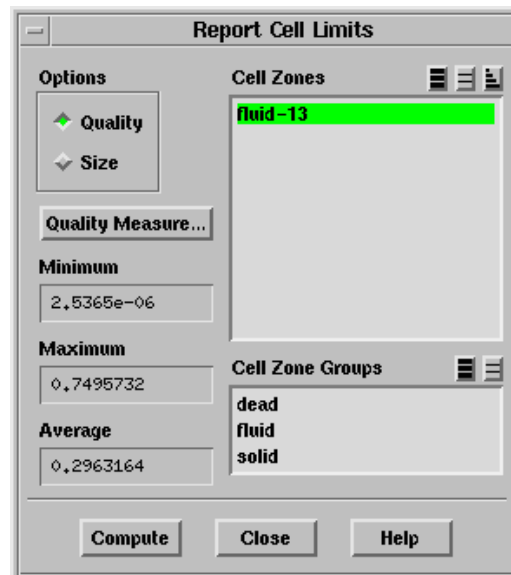 Report Cell Limits
Options
Quality
Size
Quality Measure...
Minimum
2.5365e-06
Maximum
0.7495732
Average
0.2963164
Cell Zones
fluid-13
Cell Zone Groups
dead
fluid
solid
Compute
Close
Help